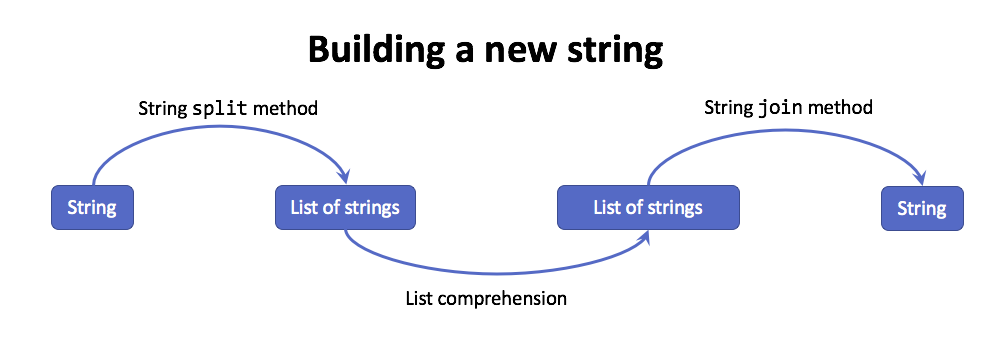 Building a new string
String split method
String join method
String
List of strings
List of strings
String
List comprehension